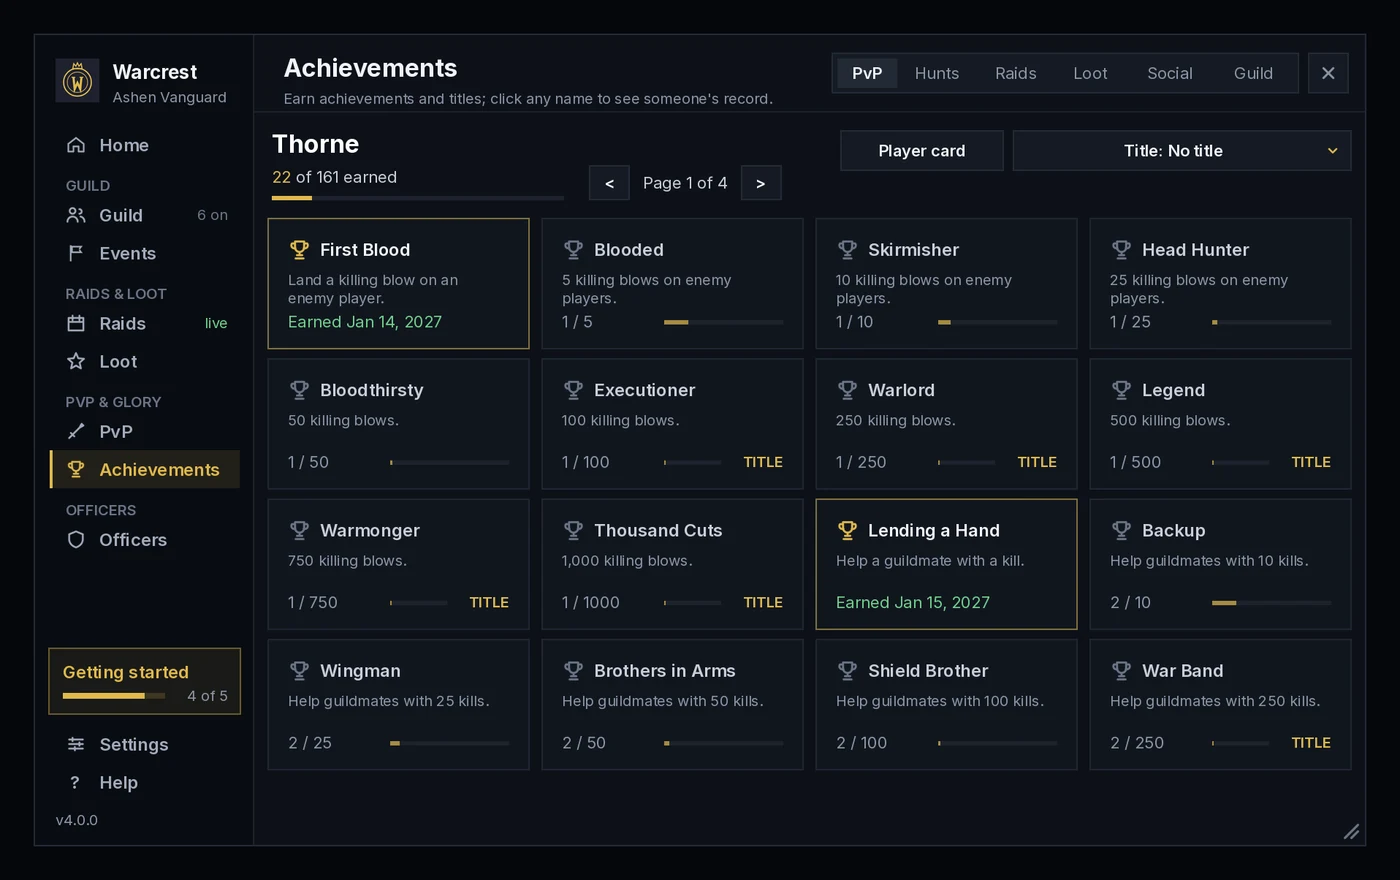 Warcrest
Ashen Vanguard
Home
GUILD
Guild 6 on
Events
RAIDS & LOOT
Raids live
Loot
PVP & GLORY
PvP
Achievements
OFFICERS
Officers
Getting started
4 of 5
Settings
? Help
v4.0.0
Achievements
Earn achievements and titles; click any name to see someone's record.
PvP Hunts Raids Loot Social Guild ✕
Thorne
22 of 161 earned
< Page 1 of 4 >
Player card
Title: No title
First Blood
Land a killing blow on an
enemy player.
Earned Jan 14, 2027
Blooded
5 killing blows on enemy
players.
1 / 5
Skirmisher
10 killing blows on enemy
players.
1 / 10
Head Hunter
25 killing blows on enemy
players.
1 / 25
Bloodthirsty
50 killing blows.
1 / 50
Executioner
100 killing blows.
1 / 100 TITLE
Warlord
250 killing blows.
1 / 250 TITLE
Legend
500 killing blows.
1 / 500 TITLE
Warmonger
750 killing blows.
1 / 750 TITLE
Thousand Cuts
1,000 killing blows.
1 / 1000 TITLE
Lending a Hand
Help a guildmate with a kill.
Earned Jan 15, 2027
Backup
Help guildmates with 10 kills.
2 / 10
Wingman
Help guildmates with 25 kills.
2 / 25
Brothers in Arms
Help guildmates with 50 kills.
2 / 50
Shield Brother
Help guildmates with 100 kills.
2 / 100
War Band
Help guildmates with 250 kills.
2 / 250 TITLE